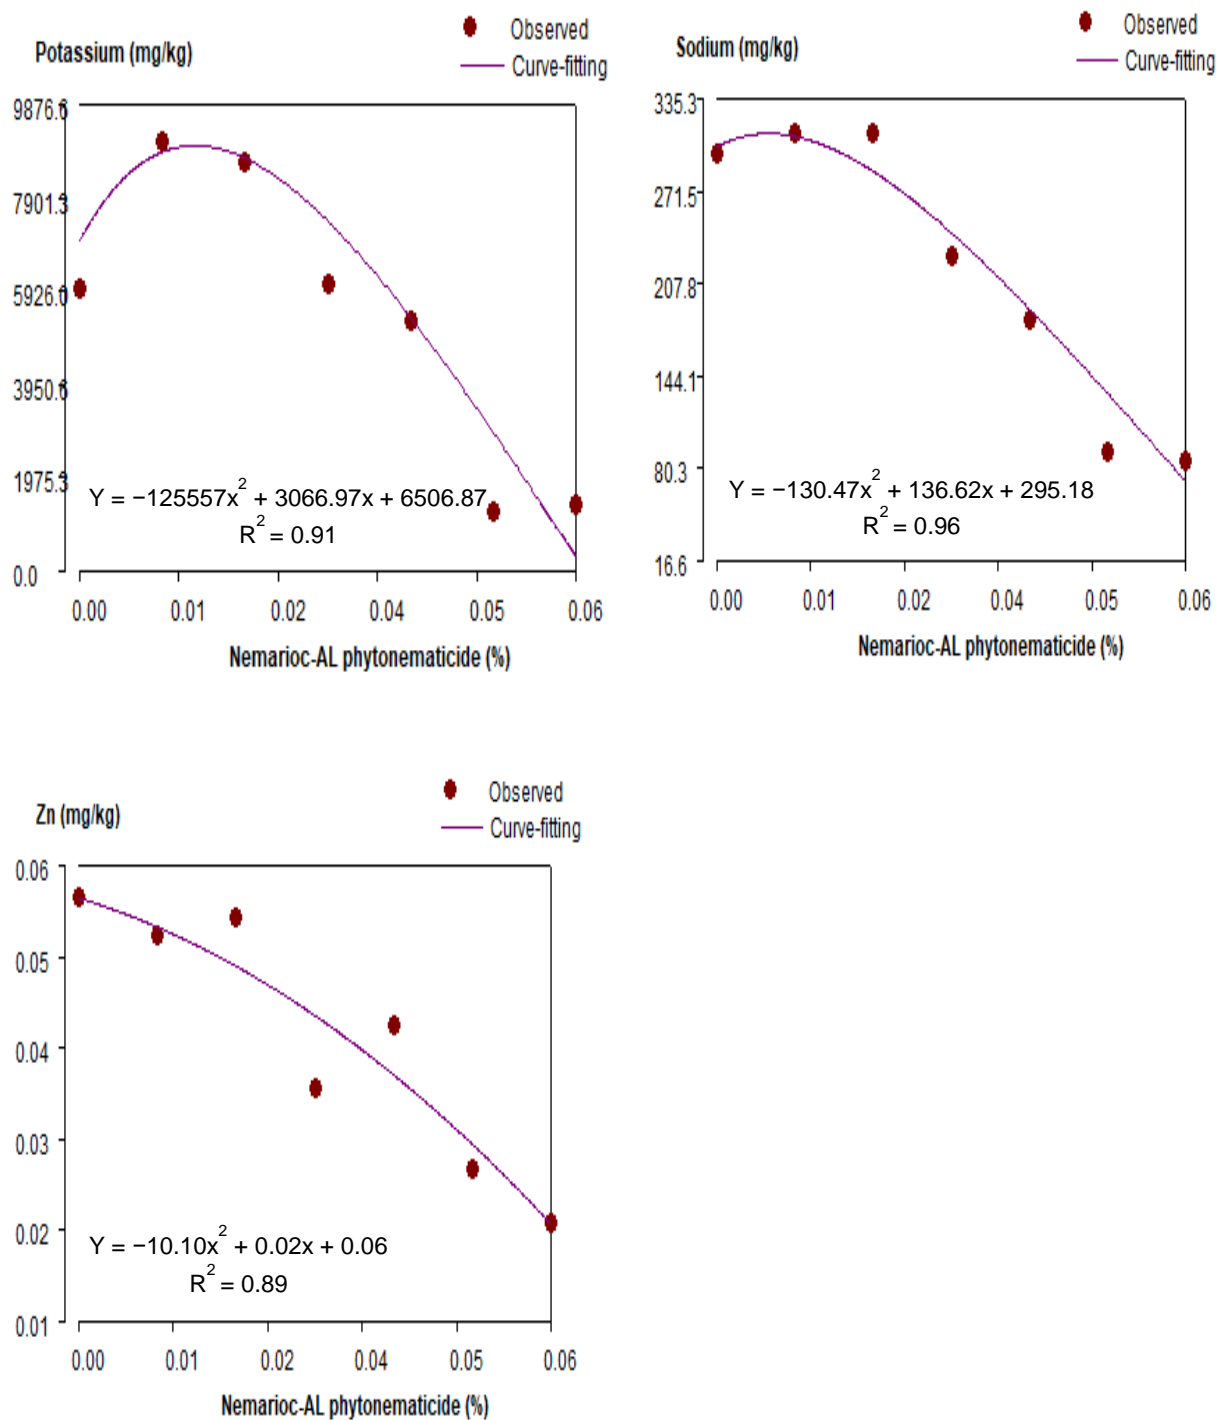 Potassium (mg/kg)
Observed
Curve-fitting
9876.6
7901.3
5926.0
3950.6
1975.3
0.0
Y = −125557x2 + 3066.97x + 6506.87
R2 = 0.91
0.00 0.01 0.02 0.04 0.05 0.06
Nemarioc-AL phytonematicide (%)
Sodium (mg/kg)
Observed
Curve-fitting
335.3
271.5
207.8
144.1
80.3
16.6
Y = −130.47x2 + 136.62x + 295.18
R2 = 0.96
0.00 0.01 0.02 0.04 0.05 0.06
Nemarioc-AL phytonematicide (%)
Zn (mg/kg)
Observed
Curve-fitting
0.06
0.05
0.04
0.03
0.02
0.01
Y = −10.10x2 + 0.02x + 0.06
R2 = 0.89
0.00 0.01 0.02 0.04 0.05 0.06
Nemarioc-AL phytonematicide (%)